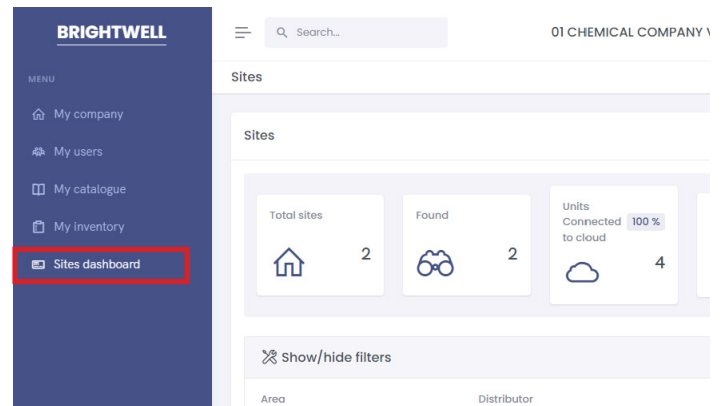 BRIGHTWELL
Search...
01 CHEMICAL COMPANY
MENU
Sites
My company
My users
My catalogue
My inventory
Sites dashboard
Sites
Total sites
2
Found
2
Units
Connected 100 %
to cloud
4
Show/hide filters
Area
Distributor